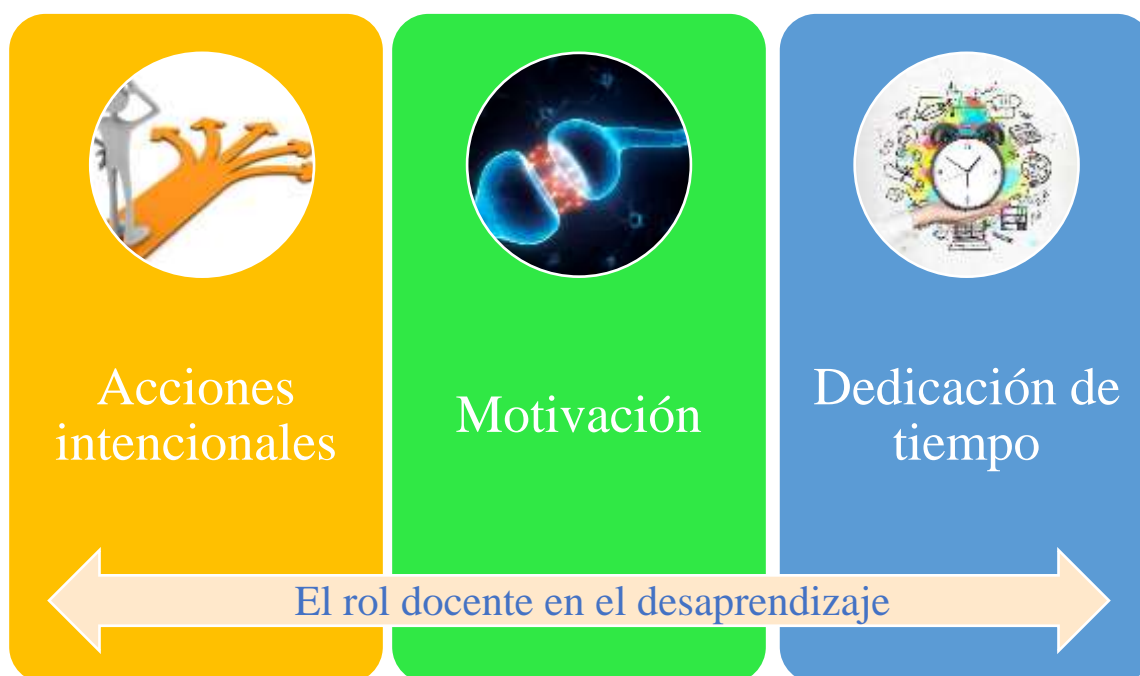 Acciones
intencionales
Motivación
Dedicación de
tiempo
El rol docente en el desaprendizaje